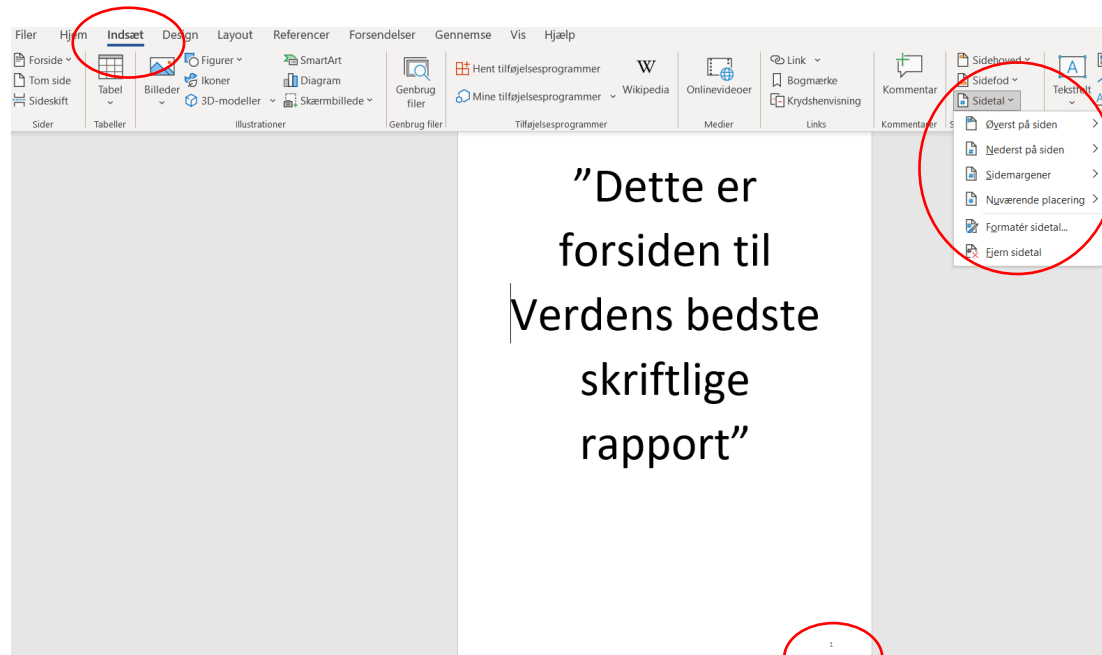 Filer Hjem Indsæt Design Layout Referencer Forsendelser Gennemse Vis Hjælp
Forside
Tom side
Sideskift
Sider
Tabel
Tabeller
Billeder
Figurer
Ikoner
3D-modeller
SmartArt
Diagram
Skærmbillede
Illustrationer
Genbrug
filer
Genbrug filer
Hent tilføjelsesprogrammer
Mine tilføjelsesprogrammer
W
Wikipedia
Tilføjelsesprogrammer
Onlinevideoer
Medier
Link
Bogmærke
Krydshenvisning
Links
Kommentar
Kommentarer
Sidehoved
Sidefod
Sidetal
A
Tekstfelt
Øverst på siden
Nederst på siden
Sidemargener
Nuværende placering
Formatér sidetal...
Fjern sidetal
”Dette er
forsiden til
Verdens bedste
skriftlige
rapport”
1